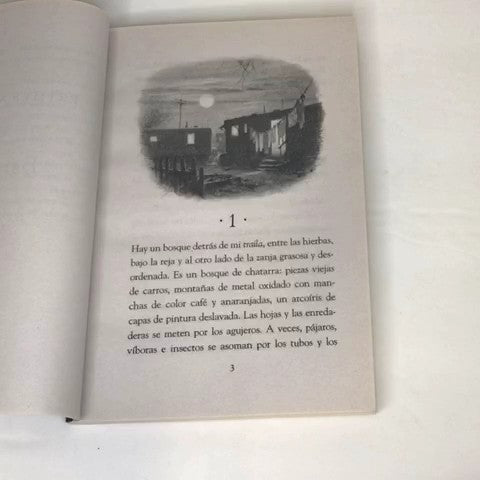 · 1 ·
Hay un bosque detrás de mi traila, entre las hierbas,
bajo la reja y al otro lado de la zanja grasosa y des-
ordenada. Es un bosque de chatarra: piezas viejas
de carros, montañas de metal oxidado con man-
chas de color café y anaranjadas, un arcoíris de
capas de pintura deslavada. Las hojas y las enreda-
deras se meten por los agujeros. A veces, pájaros,
víboras e insectos se asoman por los tubos y los
3